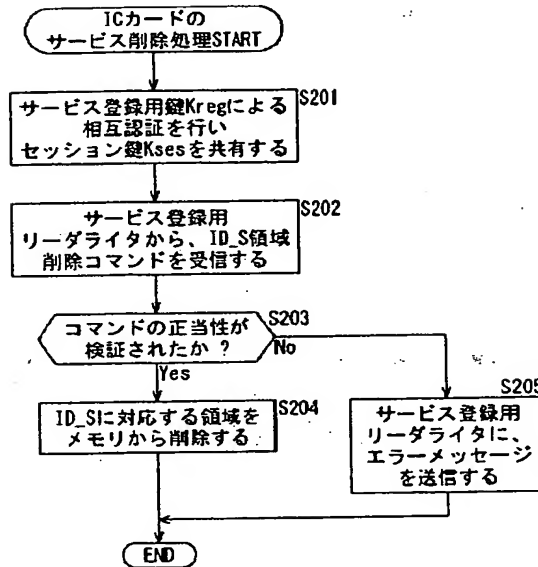 ICカードの
サービス削除処理START
S201
サービス登録用鍵Kregによる
相互認証を行い
セッション鍵Ksesを共有する
S202
サービス登録用
リーダライタから、ID_S領域
削除コマンドを受信する
S203
コマンドの正当性が
検証されたか ?
No
Yes
S204
ID_Sに対応する領域を
メモリから削除する
S205
サービス登録用
リーダライタに、
エラーメッセージ
を送信する
END